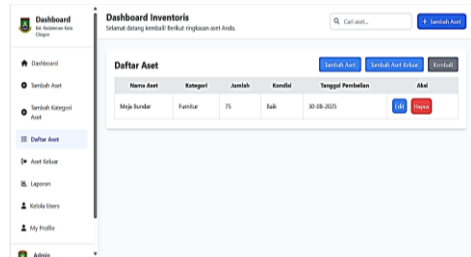 Dashboard
Kel. Kedaleman Kota
Cilegon
Dashboard Inventoris
Selamat datang kembali! Berikut ringkasan aset Anda.
Cari aset...
+ Tambah Aset
Dashboard
Tambah Aset
Tambah Kategori
Aset
Daftar Aset
Aset Keluar
Laporan
Kelola Users
My Profile
Admin
Daftar Aset
Tambah Aset
Tambah Aset Keluar
Kembali
Nama Aset Kategori Jumlah Kondisi Tanggal Pembelian Aksi
Meja Bundar Furnitur 75 Baik 30-06-2025 Edit Hapus